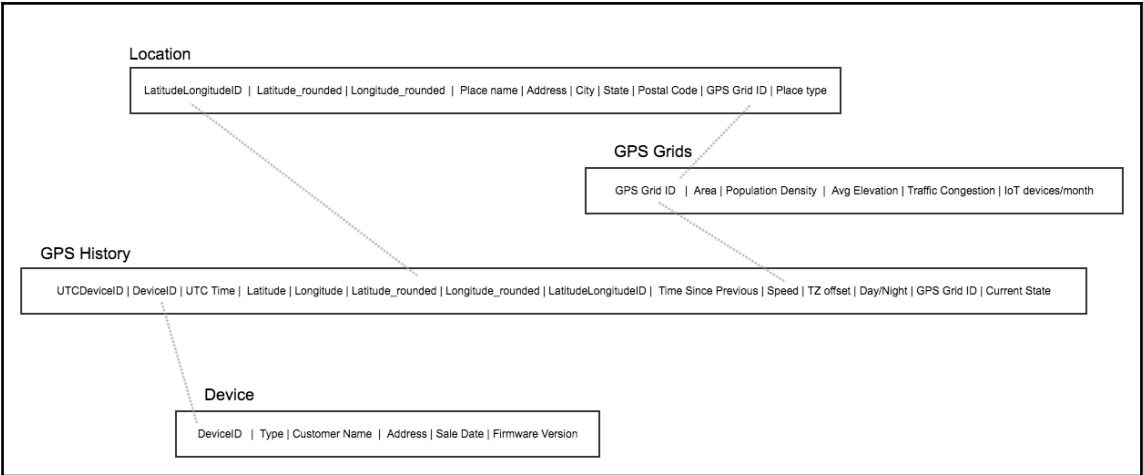 Location
LatitudeLongitudeID | Latitude_rounded | Longitude_rounded | Place name | Address | City | State | Postal Code | GPS Grid ID | Place type
GPS Grids
GPS Grid ID | Area | Population Density | Avg Elevation | Traffic Congestion | IoT devices/month
GPS History
UTCDeviceID | DeviceID | UTC Time | Latitude | Longitude | Latitude_rounded | Longitude_rounded | LatitudeLongitudeID | Time Since Previous | Speed | TZ offset | Day/Night | GPS Grid ID | Current State
Device
DeviceID | Type | Customer Name | Address | Sale Date | Firmware Version